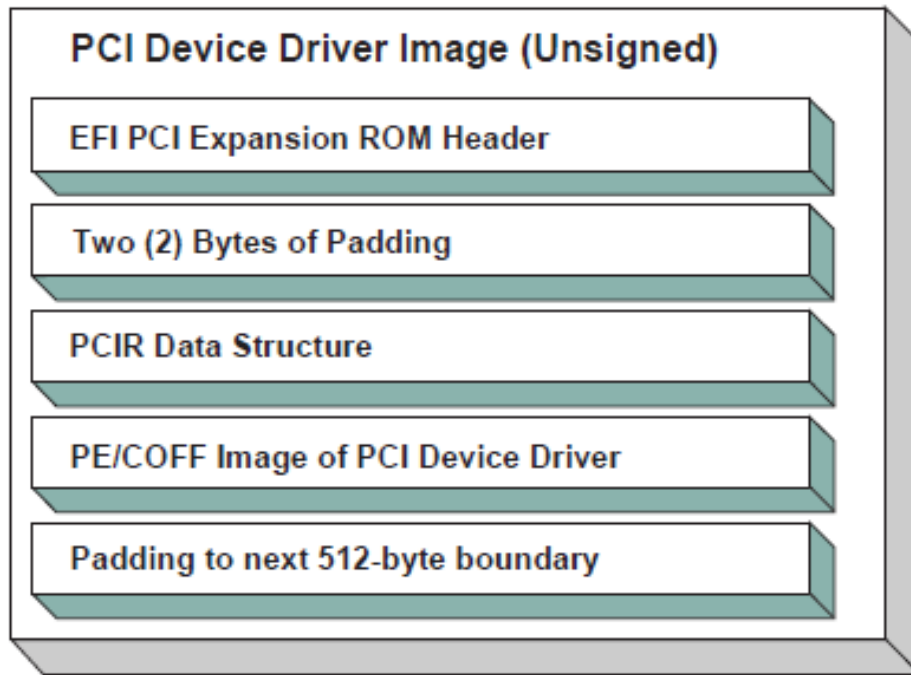 PCI Device Driver Image (Unsigned)
EFI PCI Expansion ROM Header
Two (2) Bytes of Padding
PCIR Data Structure
PE/COFF Image of PCI Device Driver
Padding to next 512-byte boundary